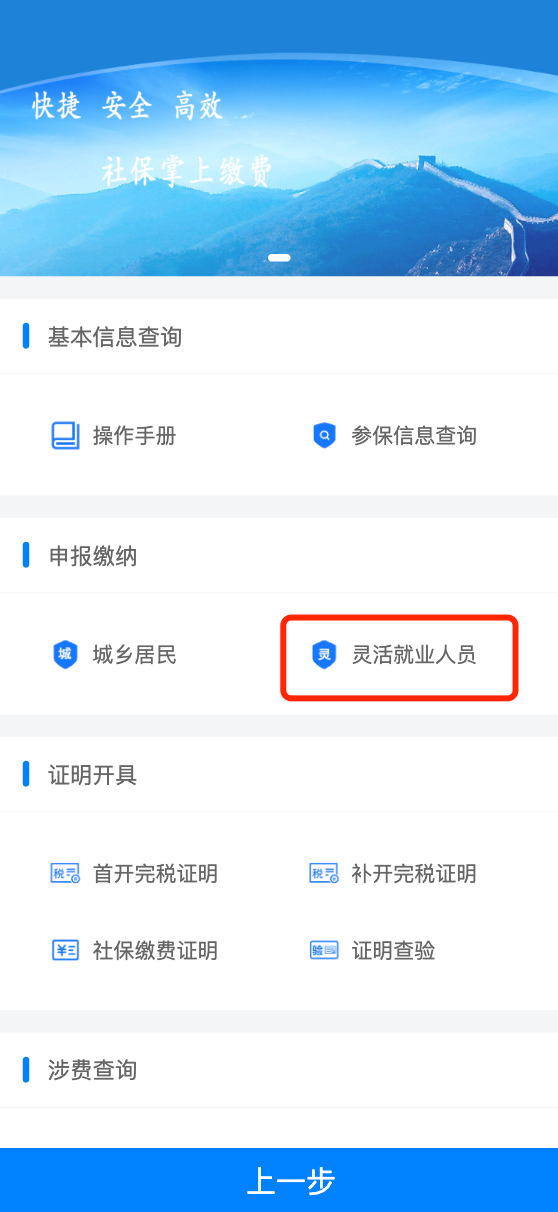 快捷 安全 高效
社保掌上缴费
基本信息查询
操作手册
参保信息查询
申报缴纳
城 城乡居民
灵 灵活就业人员
证明开具
税 首开完税证明
税 补开完税证明
社保缴费证明
验 证明查验
涉费查询
上一步